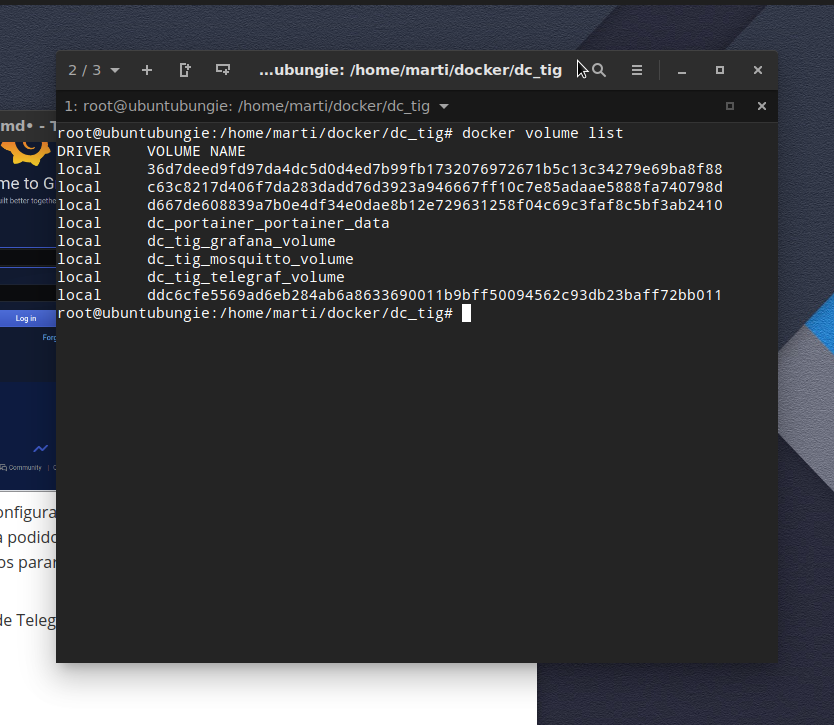 2 / 3
...ubungie: /home/marti/docker/dc_tig
1: root@ubuntubungie: /home/marti/docker/dc_tig
root@ubuntubungie:/home/marti/docker/dc_tig# docker volume list
DRIVER VOLUME NAME
local 36d7deed9fd97da4dc5d0d4ed7b99fb1732076972671b5c13c34279e69ba8f88
local c63c8217d406f7da283dadd76d3923a946667ff10c7e85adaae5888fa740798d
local d667de608839a7b0e4df34e0dae8b12e729631258f04c69c3faf8c5bf3ab2410
local dc_portainer_portainer_data
local dc_tig_grafana_volume
local dc_tig_mosquitto_volume
local dc_tig_telegraf_volume
local ddc6cfe5569ad6eb284ab6a8633690011b9bff50094562c93db23baff72bb011
root@ubuntubungie:/home/marti/docker/dc_tig#
md• - T
me to G
uilt better togethe
Log in
Forg
Community
onfigura
a podido
os parar
de Teleg